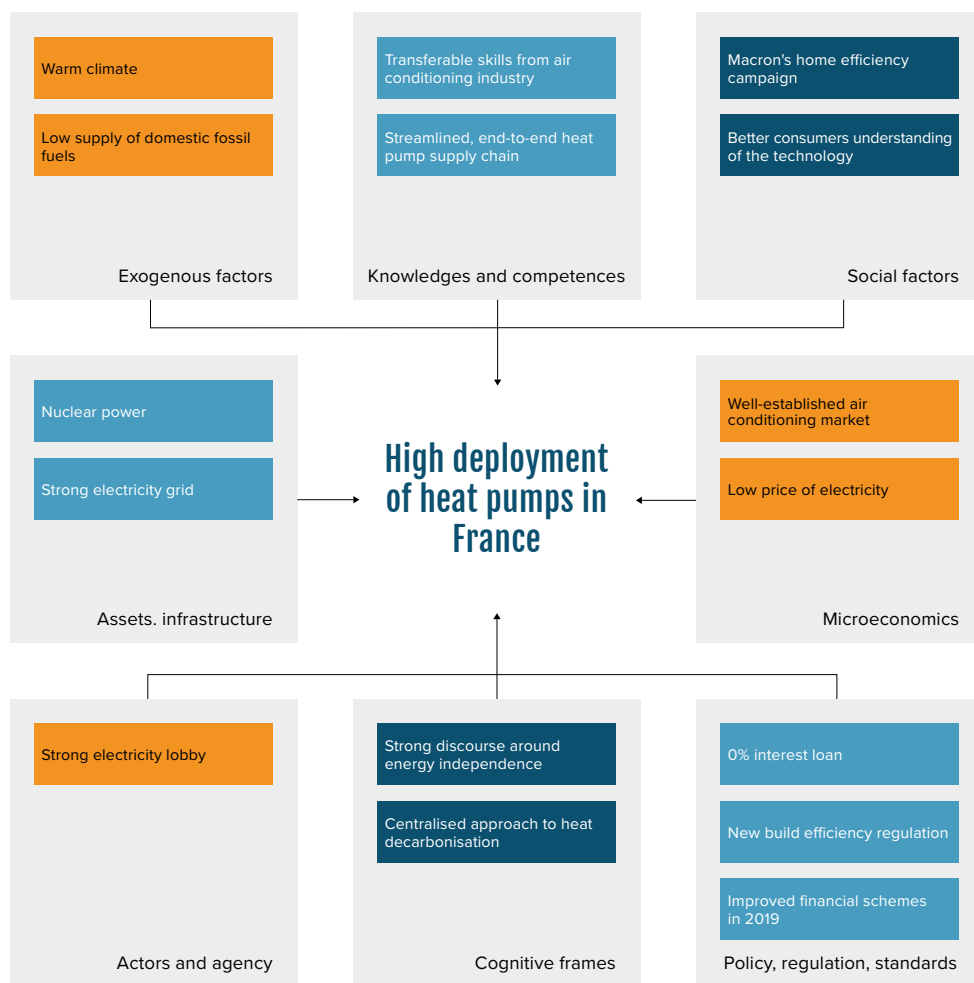 Warm climate
Low supply of domestic fossil
fuels
Exogenous factors
Transferable skills from air
conditioning industry
Streamlined, end-to-end heat
pump supply chain
Knowledges and competences
Macron's home efficiency
campaign
Better consumers understanding
of the technology
Social factors
Nuclear power
Strong electricity grid
Assets. infrastructure
High deployment
of heat pumps in
France
Well-established air
conditioning market
Low price of electricity
Microeconomics
Strong electricity lobby
Actors and agency
Strong discourse around
energy independence
Centralised approach to heat
decarbonisation
Cognitive frames
0% interest loan
New build efficiency regulation
Improved financial schemes
in 2019
Policy, regulation, standards